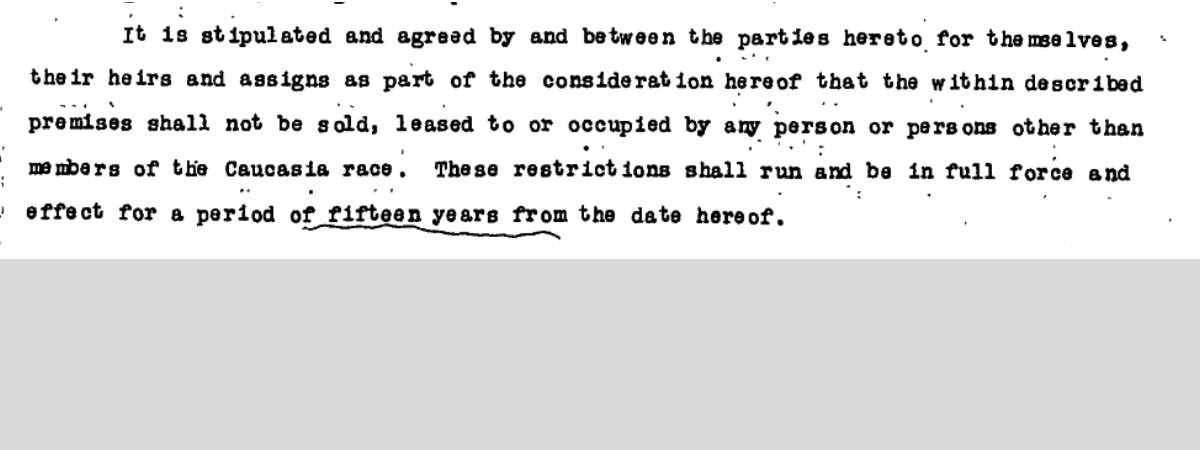 It is stipulated and agreed by and between the parties hereto for themselves,
their heirs and assigns as part of the consideration hereof that the within described
premises shall not be sold, leased to or occupied by any person or persons other than
members of the Caucasia race. These restrictions shall run and be in full force and
effect for a period of fifteen years from the date hereof.